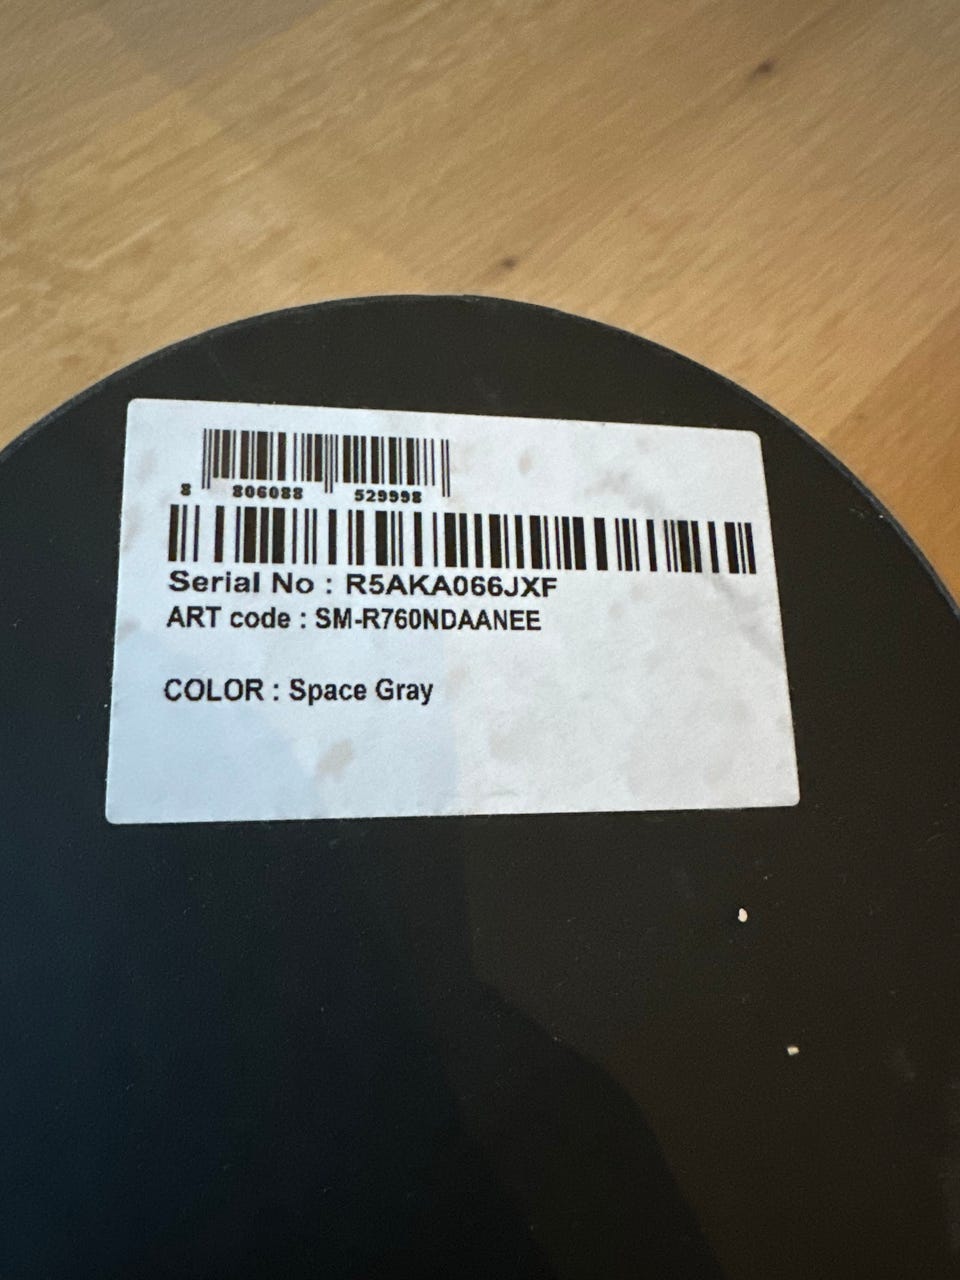 8 806088 529998
Serial No : R5AKA066JXF
ART code : SM-R760NDAANEE
COLOR : Space Gray